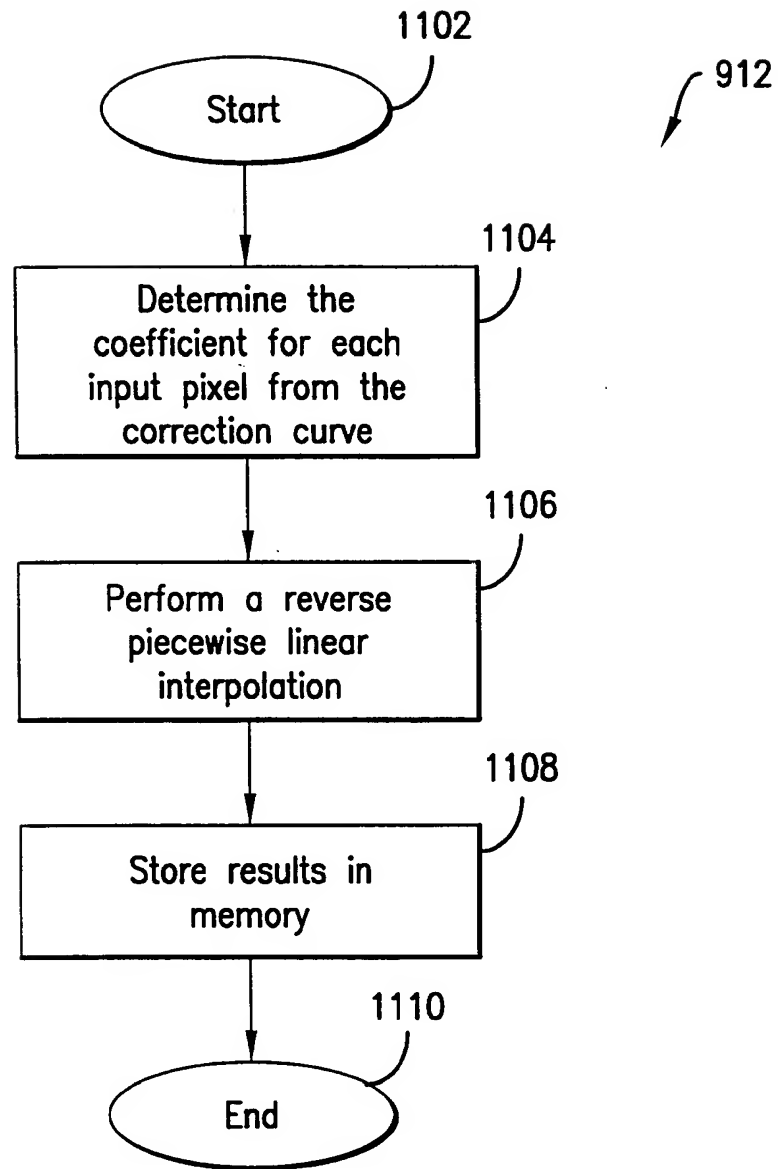 1102
912
Start
1104
Determine the
coefficient for each
input pixel from the
correction curve
1106
Perform a reverse
piecewise linear
interpolation
1108
Store results in
memory
1110
End